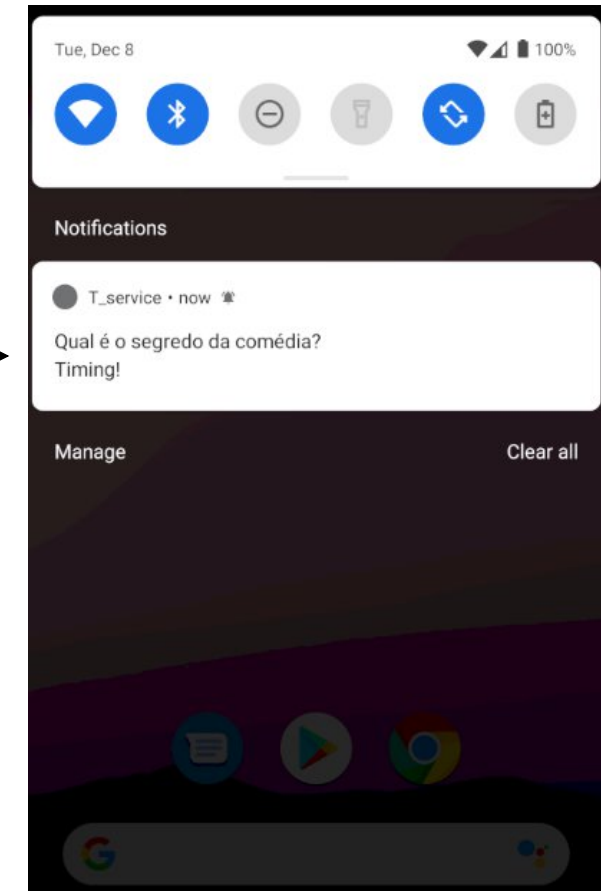 Tue, Dec 8 100%
Notifications
T_service • now
Qual é o segredo da comédia?
Timing!
Manage Clear all
G